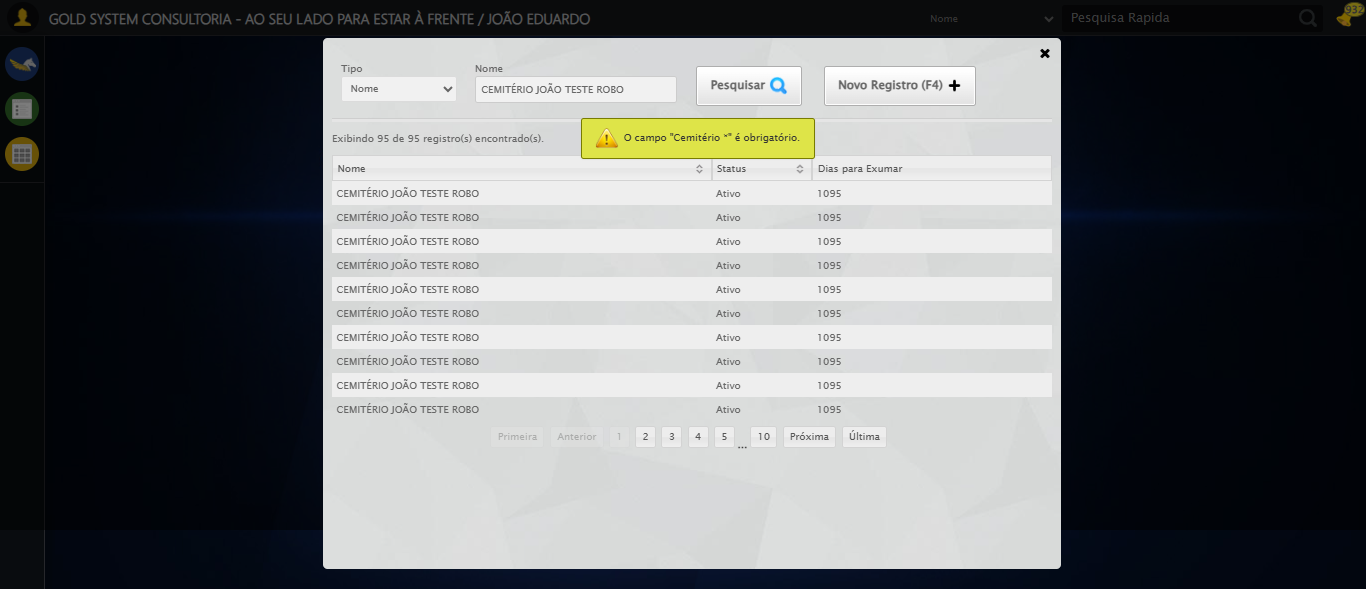 GOLD SYSTEM CONSULTORIA - AO SEU LADO PARA ESTAR À FRENTE / JOÃO EDUARDO
Nome
Pesquisa Rapida
932
Tipo
Nome
Nome
CEMITÉRIO JOÃO TESTE ROBO
Pesquisar
Novo Registro (F4)
Exibindo 95 de 95 registro(s) encontrado(s).
O campo "Cemitério *" é obrigatório.
Nome Status Dias para Exumar
CEMITÉRIO JOÃO TESTE ROBO Ativo 1095
CEMITÉRIO JOÃO TESTE ROBO Ativo 1095
CEMITÉRIO JOÃO TESTE ROBO Ativo 1095
CEMITÉRIO JOÃO TESTE ROBO Ativo 1095
CEMITÉRIO JOÃO TESTE ROBO Ativo 1095
CEMITÉRIO JOÃO TESTE ROBO Ativo 1095
CEMITÉRIO JOÃO TESTE ROBO Ativo 1095
CEMITÉRIO JOÃO TESTE ROBO Ativo 1095
CEMITÉRIO JOÃO TESTE ROBO Ativo 1095
CEMITÉRIO JOÃO TESTE ROBO Ativo 1095
Primeira Anterior 1 2 3 4 5 ... 10 Próxima Última